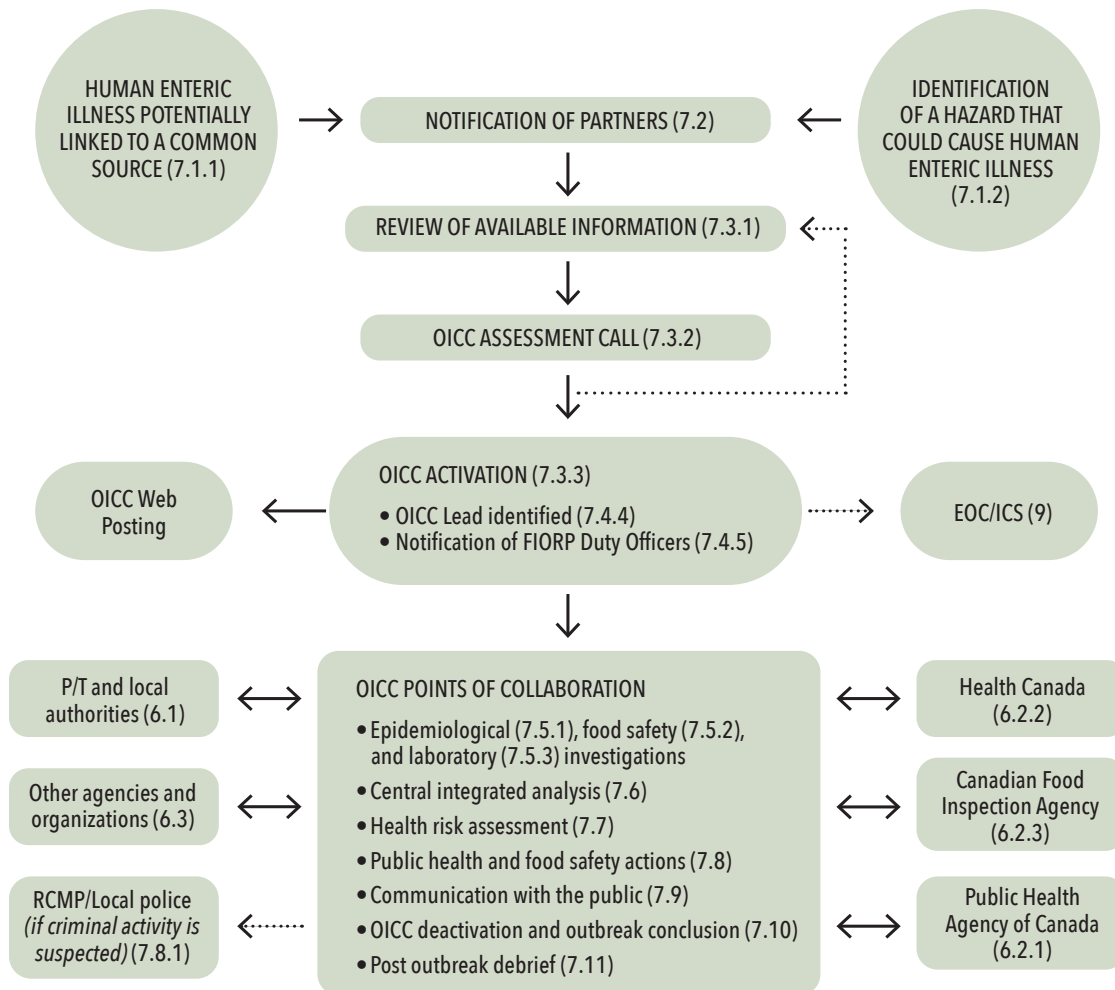 HUMAN ENTERIC
ILLNESS POTENTIALLY
LINKED TO A COMMON
SOURCE (7.1.1)
NOTIFICATION OF PARTNERS (7.2)
IDENTIFICATION
OF A HAZARD THAT
COULD CAUSE HUMAN
ENTERIC ILLNESS
(7.1.2)
REVIEW OF AVAILABLE INFORMATION (7.3.1)
OICC ASSESSMENT CALL (7.3.2)
OICC Web
Posting
OICC ACTIVATION (7.3.3)
• OICC Lead identified (7.4.4)
• Notification of FIORP Duty Officers (7.4.5)
EOC/ICS (9)
P/T and local
authorities (6.1)
Other agencies and
organizations (6.3)
RCMP/Local police
(if criminal activity is
suspected) (7.8.1)
OICC POINTS OF COLLABORATION
• Epidemiological (7.5.1), food safety (7.5.2),
and laboratory (7.5.3) investigations
• Central integrated analysis (7.6)
• Health risk assessment (7.7)
• Public health and food safety actions (7.8)
• Communication with the public (7.9)
• OICC deactivation and outbreak conclusion (7.10)
• Post outbreak debrief (7.11)
Health Canada
(6.2.2)
Canadian Food
Inspection Agency
(6.2.3)
Public Health
Agency of Canada
(6.2.1)